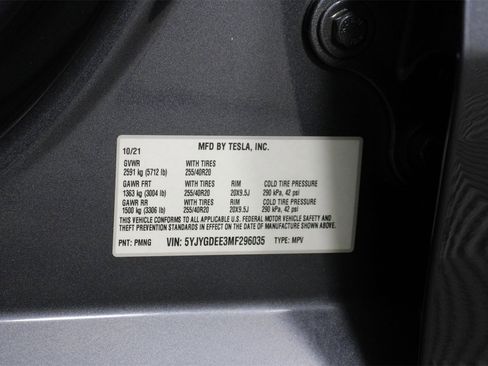 10/21 MFD BY TESLA, INC.
GVWR WITH TIRES
2591 kg (5712 lb) 255/40R20
GAWR FRT WITH TIRES RIM COLD TIRE PRESSURE
1363 kg (3004 lb) 255/40R20 20X9.5J 290 kPa, 42 psi
GAWR RR WITH TIRES RIM COLD TIRE PRESSURE
1500 kg (3306 lb) 255/40R20 20X9.5J 290 kPa, 42 psi
THIS VEHICLE CONFORMS TO ALL APPLICABLE U.S. FEDERAL MOTOR VEHICLE SAFETY AND
THEFT PREVENTION STANDARDS IN EFFECT ON THE DATE OF MANUFACTURE SHOWN ABOVE.
PNT: PMNG VIN: 5YJYGDEE3MF296035 TYPE: MPV